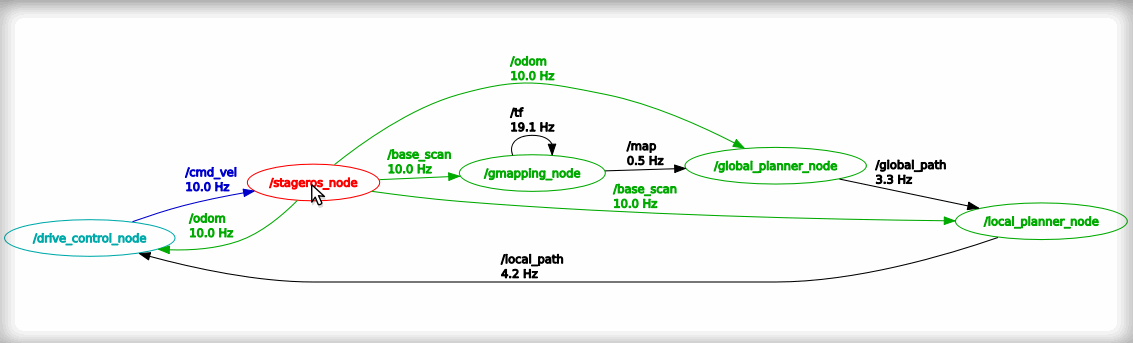 /odom
10.0 Hz
/tf
19.1 Hz
/base_scan
10.0 Hz
/map
0.5 Hz
/cmd_vel
10.0 Hz
/stageros_node
/gmapping_node
/global_planner_node
/global_path
3.3 Hz
/base_scan
10.0 Hz
/odom
10.0 Hz
/drive_control_node
/local_planner_node
/local_path
4.2 Hz